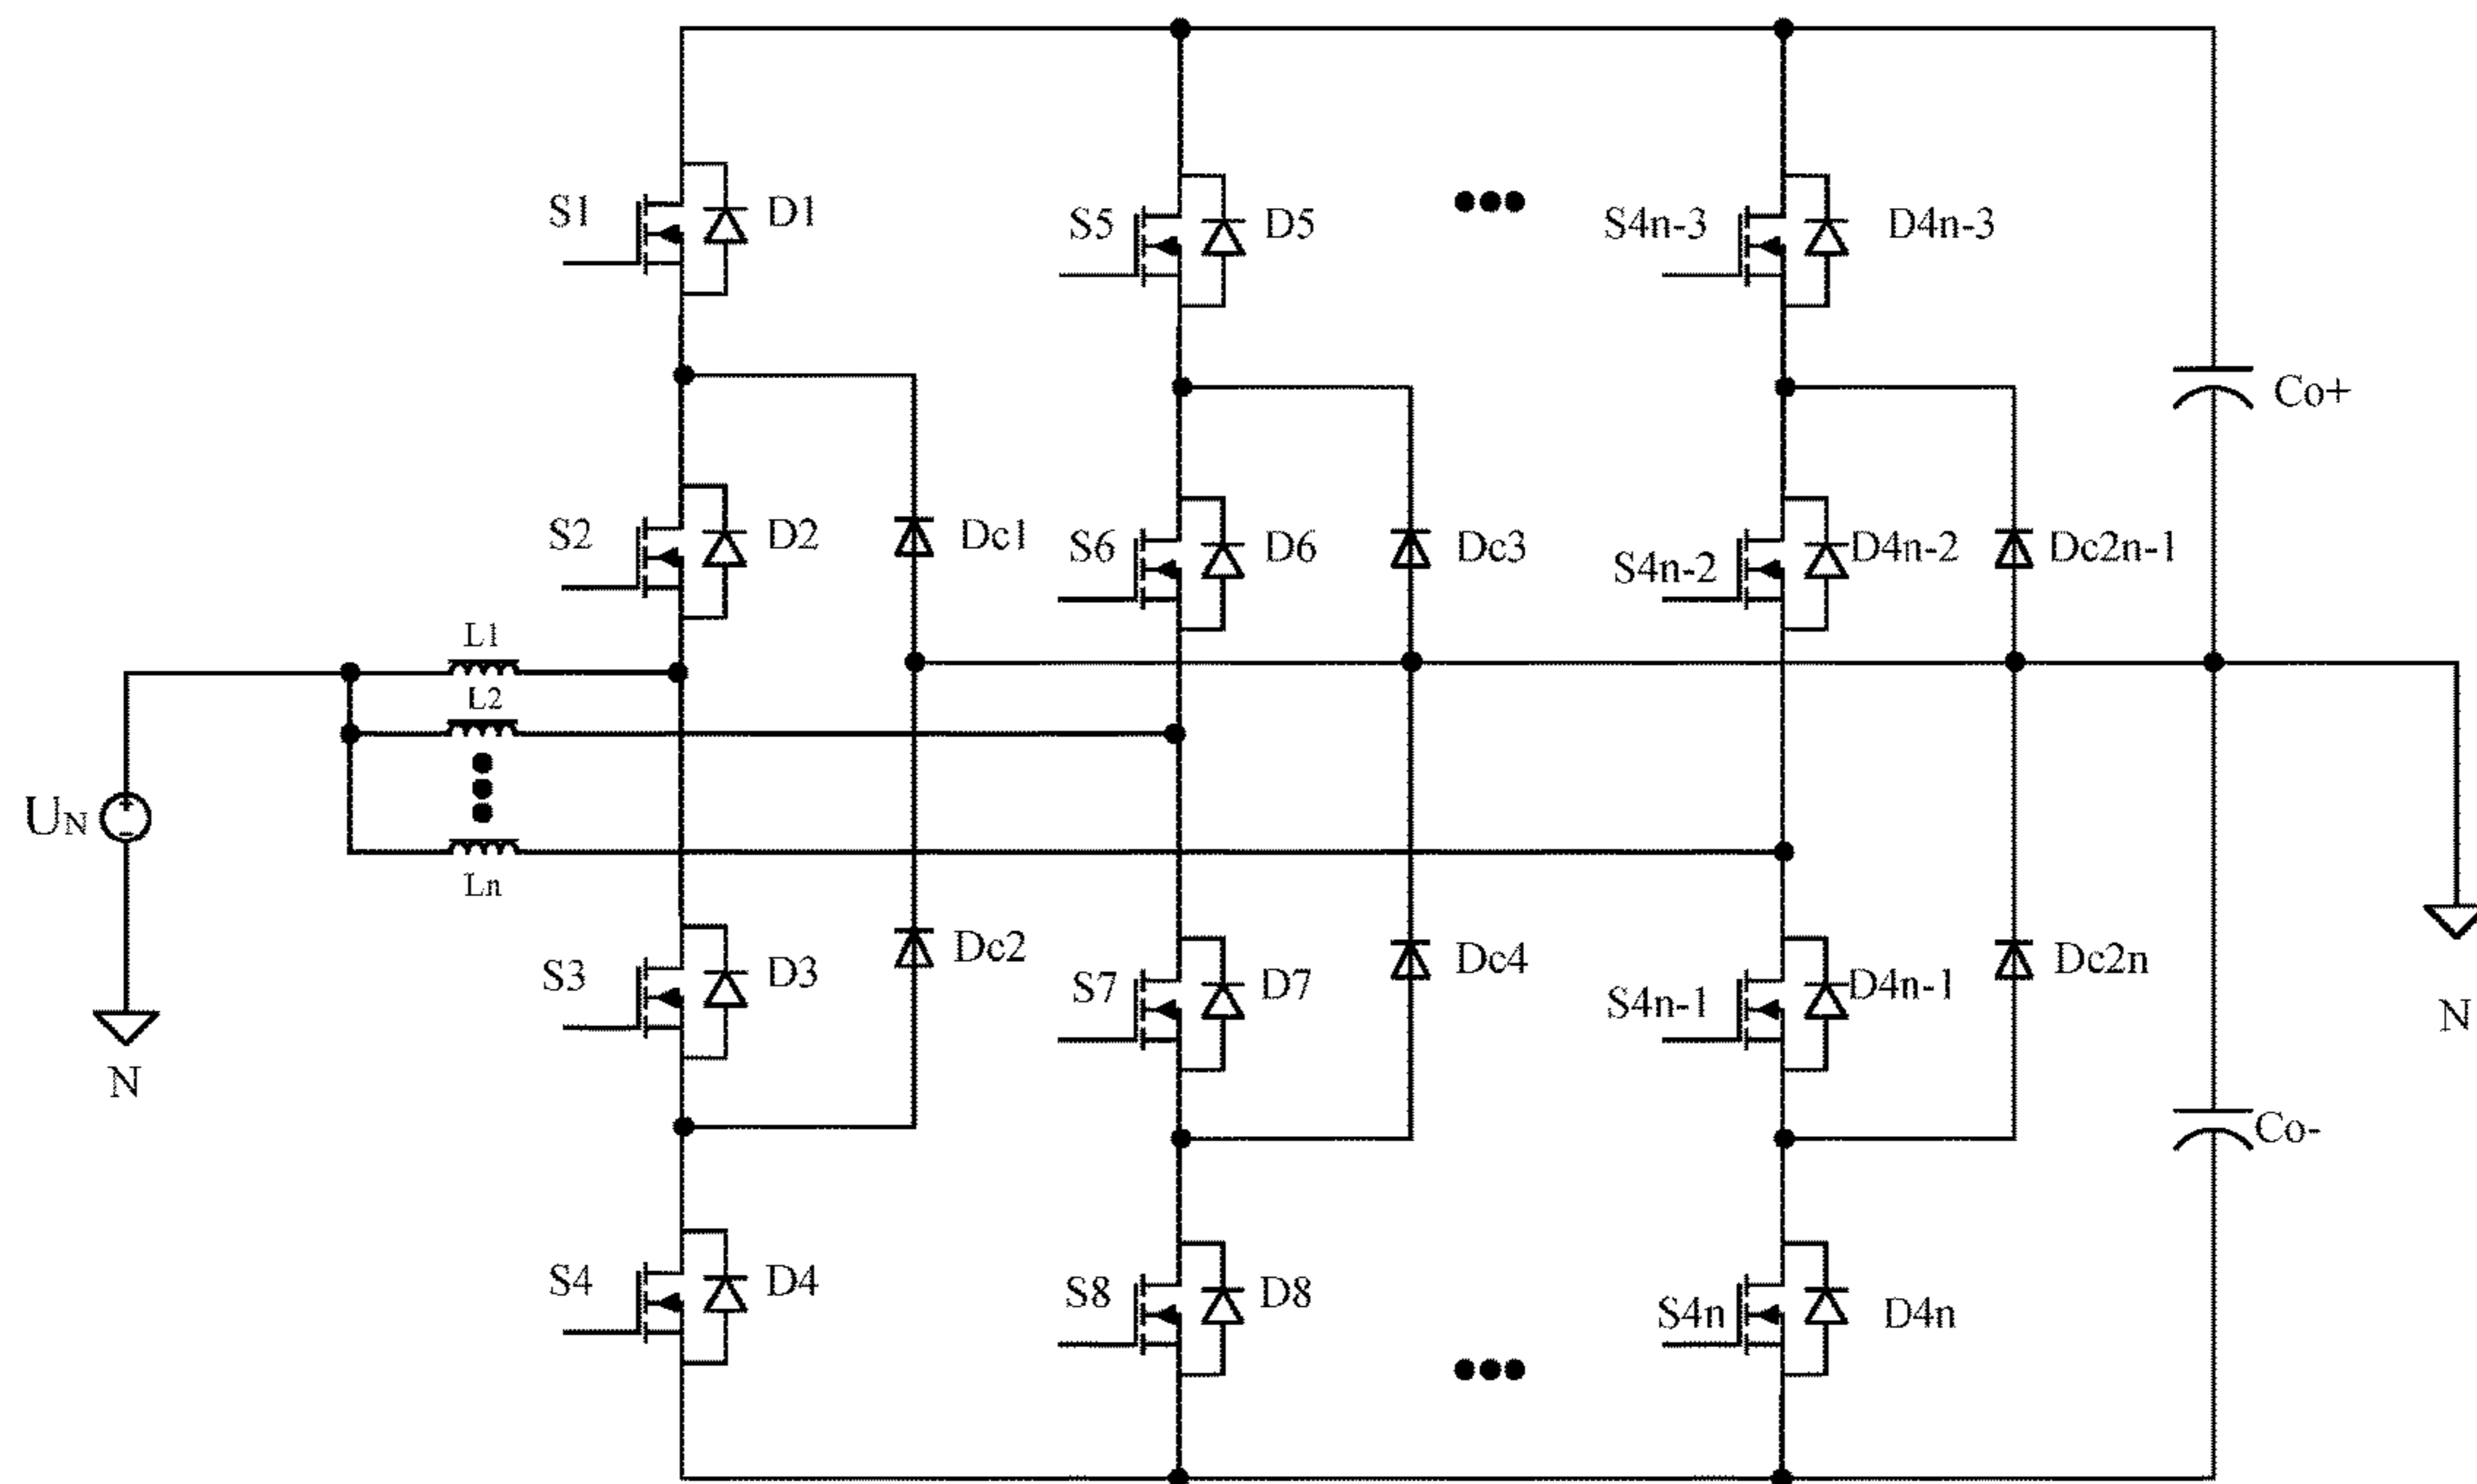 S1
D1
S5
D5
S4n-3
D4n-3
Co+
S2
D2
Dc1
S6
D6
Dc3
S4n-2
D4n-2
Dc2n-1
L1
L2
UN
Ln
S3
D3
Dc2
S7
D7
Dc4
S4n-1
D4n-1
Dc2n
N
N
Co-
S4
D4
S8
D8
S4n
D4n